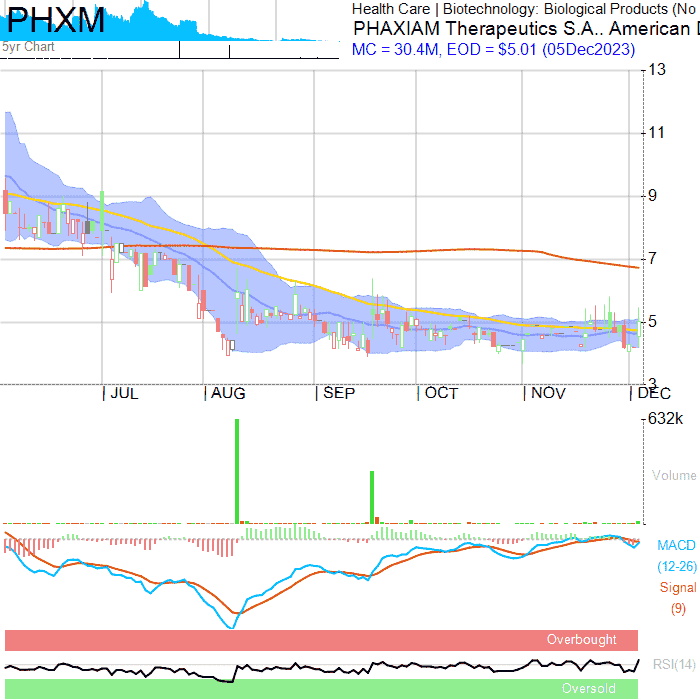 PHXM
5yr Chart
Health Care | Biotechnology: Biological Products (No
PHAXIAM Therapeutics S.A.. American
MC = 30.4M, EOD = $5.01 (05Dec2023)
13
11
9
7
5
3
JUL AUG SEP OCT NOV DEC
632k
Volume
MACD
(12-26)
Signal
(9)
Overbought
RSI(14)
Oversold